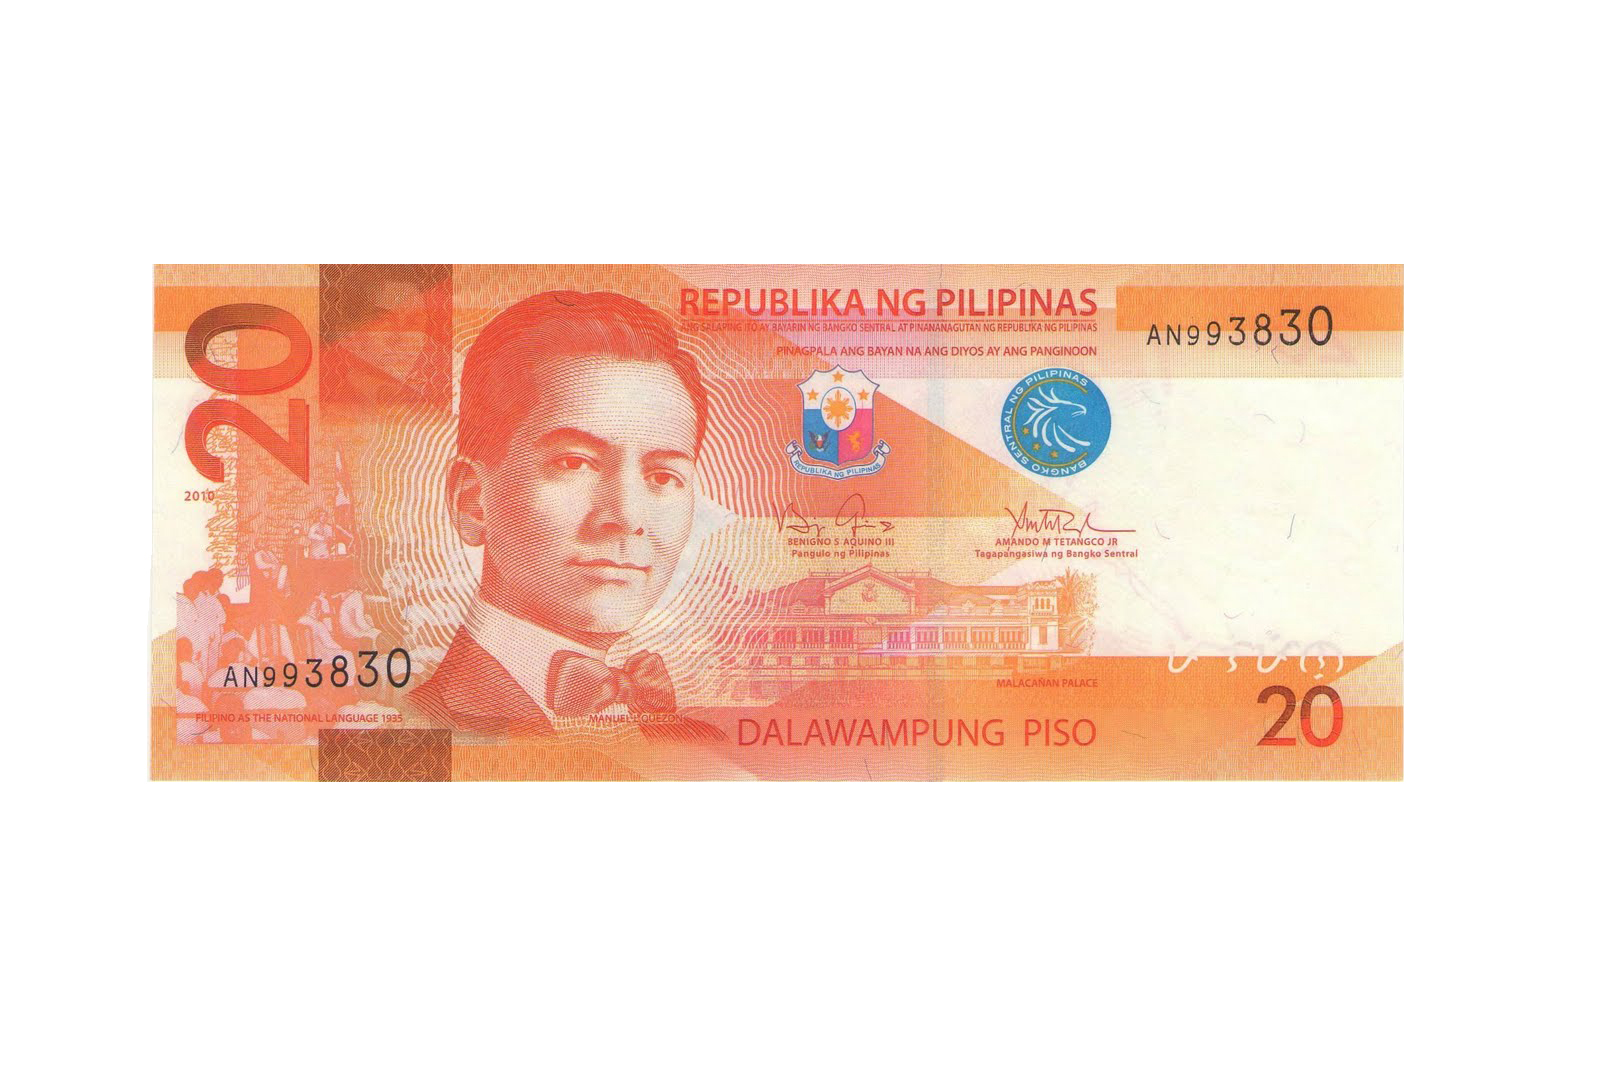 20
REPUBLIKA NG PILIPINAS
ANG SALAPING ITO AY BAYARIN NG BANGKO SENTRAL AT PINANANAGUTAN NG REPUBLIKA NG PILIPINAS
PINAGPALA ANG BAYAN NA ANG DIYOS AY ANG PANGINOON
AN993830
REPUBLIKA NG PILIPINAS
BANGKO SENTRAL NG PILIPINAS
2010
BENIGNO S AQUINO III
Pangulo ng Pilipinas
AMANDO M TETANGCO JR
Tagapangasiwa ng Bangko Sentral
AN993830
MALACAÑAN PALACE
FILIPINO AS THE NATIONAL LANGUAGE 1935
MANUEL L QUEZON
DALAWAMPUNG PISO
20